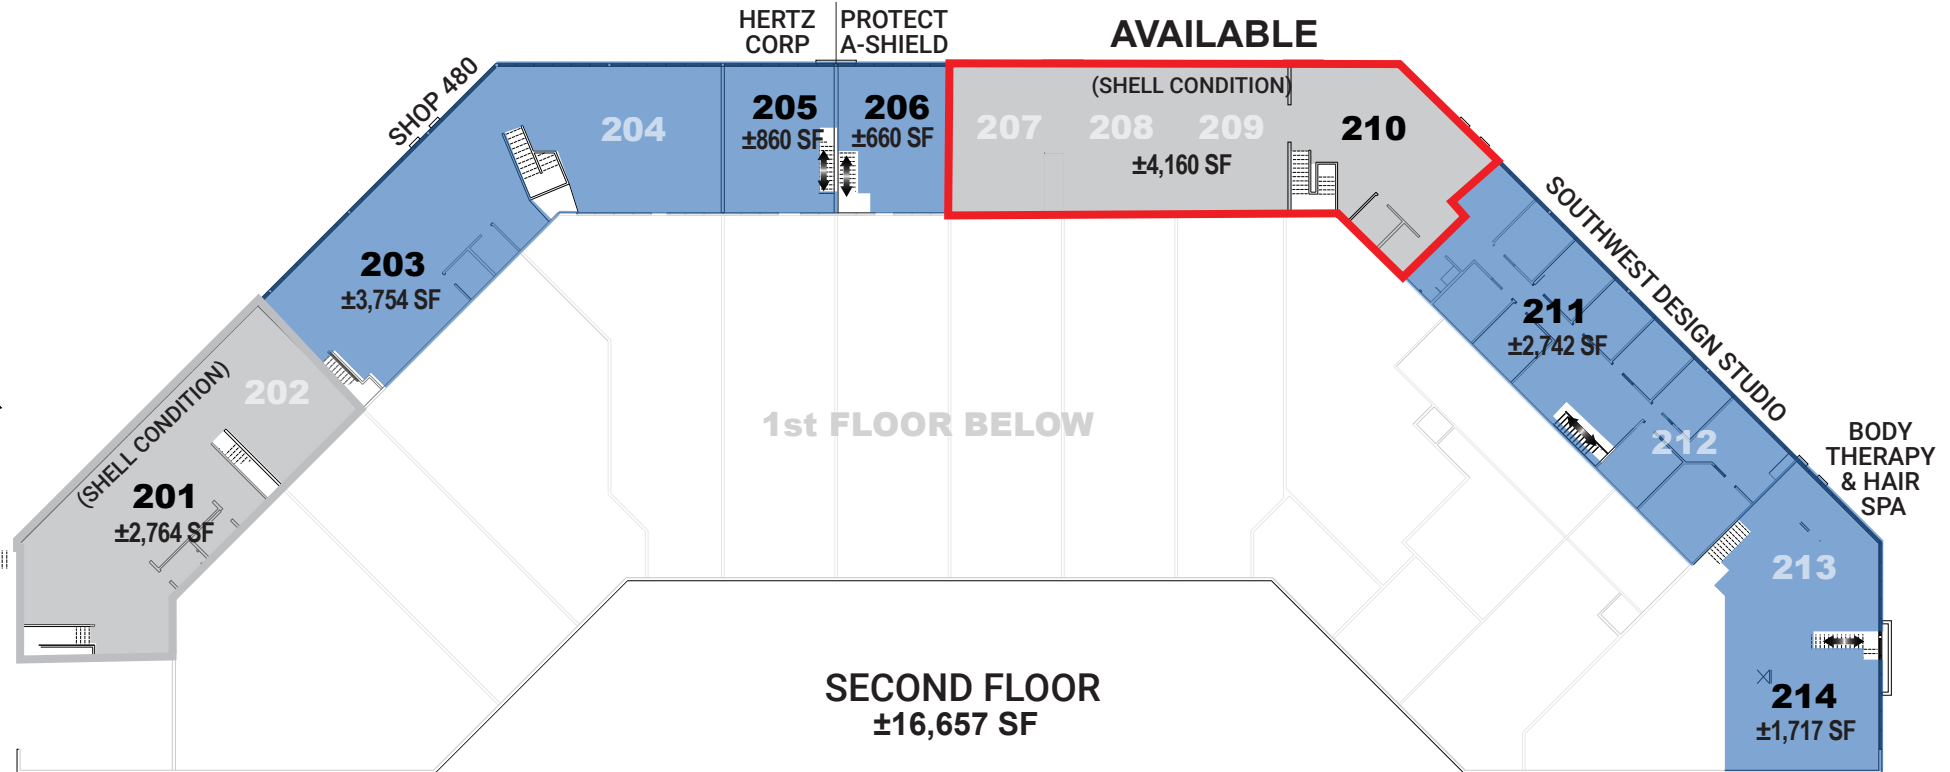 HERTZ
CORP
PROTECT
A-SHIELD
AVAILABLE
SHOP 480
(SHELL CONDITION)
204
205
±860 SF
206
±660 SF
207
208
209
210
±4,160 SF
203
±3,754 SF
SOUTHWEST DESIGN STUDIO
211
±2,742 SF
202
(SHELL CONDITION)
201
±2,764 SF
1st FLOOR BELOW
212
BODY
THERAPY
& HAIR
SPA
213
214
±1,717 SF
SECOND FLOOR
±16,657 SF